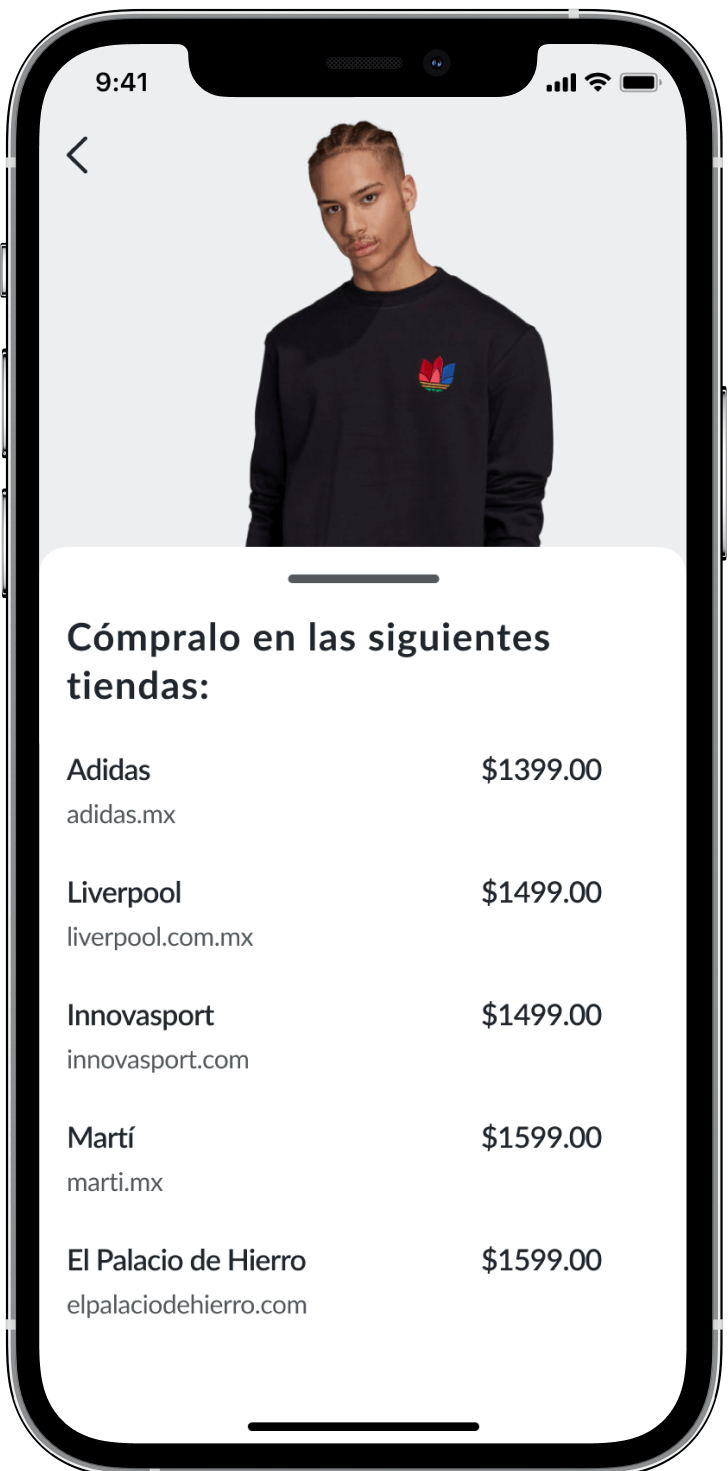 9:41
Cómpralo en las siguientes
tiendas:
Adidas $1399.00
adidas.mx
Liverpool $1499.00
liverpool.com.mx
Innovasport $1499.00
innovasport.com
Martí $1599.00
marti.mx
El Palacio de Hierro $1599.00
elpalaciodehierro.com